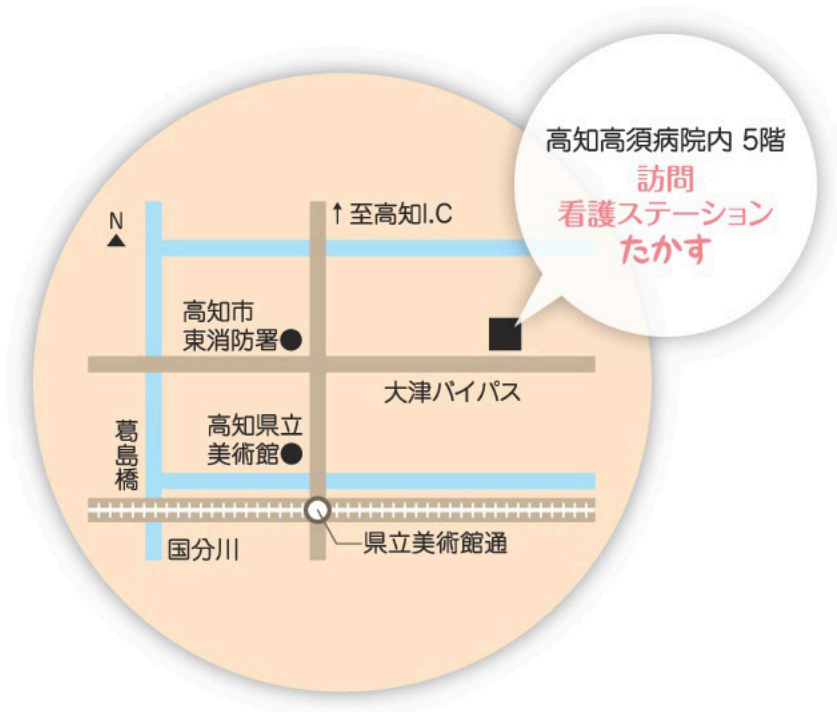 高知高須病院内 5階
訪問
看護ステーション
たかす
N
↑至高知I.C
高知市
東消防署
大津バイパス
高知県立
美術館
葛島橋
県立美術館通
国分川